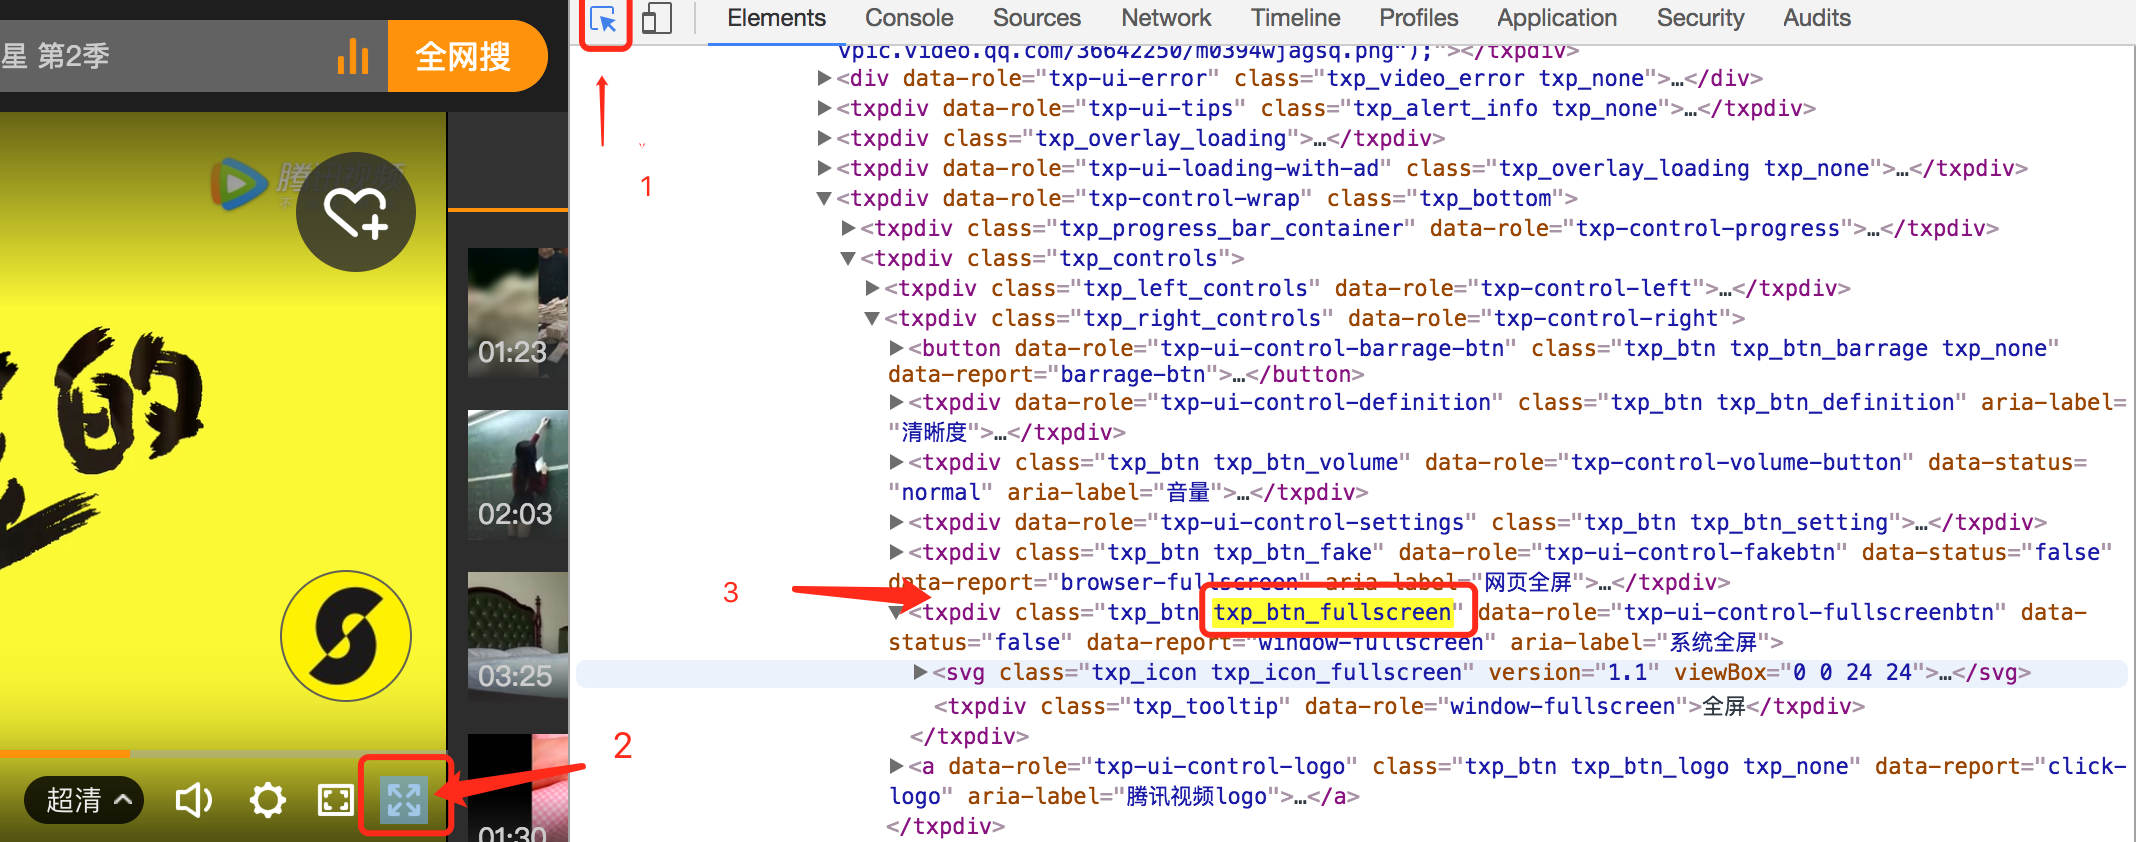 星 第2季
全网搜
腾讯视频
的
01:23
02:03
03:25
01:30
超清
1
2
3
Elements Console Sources Network Timeline Profiles Application Security Audits
vpic.video.qq.com/36642250/m0394wjagsq.png");"></txpdiv>
▶<div data-role="txp-ui-error" class="txp_video_error txp_none">…</div>
▶<txpdiv data-role="txp-ui-tips" class="txp_alert_info txp_none">…</txpdiv>
▶<txpdiv class="txp_overlay_loading">…</txpdiv>
▶<txpdiv data-role="txp-ui-loading-with-ad" class="txp_overlay_loading txp_none">…</txpdiv>
▼<txpdiv data-role="txp-control-wrap" class="txp_bottom">
▶<txpdiv class="txp_progress_bar_container" data-role="txp-control-progress">…</txpdiv>
▼<txpdiv class="txp_controls">
▶<txpdiv class="txp_left_controls" data-role="txp-control-left">…</txpdiv>
▼<txpdiv class="txp_right_controls" data-role="txp-control-right">
▶<button data-role="txp-ui-control-barrage-btn" class="txp_btn txp_btn_barrage txp_none"
data-report="barrage-btn">…</button>
▶<txpdiv data-role="txp-ui-control-definition" class="txp_btn txp_btn_definition" aria-label=
"清晰度">…</txpdiv>
▶<txpdiv class="txp_btn txp_btn_volume" data-role="txp-control-volume-button" data-status=
"normal" aria-label="音量">…</txpdiv>
▶<txpdiv data-role="txp-ui-control-settings" class="txp_btn txp_btn_setting">…</txpdiv>
▶<txpdiv class="txp_btn txp_btn_fake" data-role="txp-ui-control-fakebtn" data-status="false"
data-report="browser-fullscreen" aria-label="网页全屏">…</txpdiv>
▼<txpdiv class="txp_btn txp_btn_fullscreen" data-role="txp-ui-control-fullscreenbtn" data-
status="false" data-report="window-fullscreen" aria-label="系统全屏">
▶<svg class="txp_icon txp_icon_fullscreen" version="1.1" viewBox="0 0 24 24">…</svg>
<txpdiv class="txp_tooltip" data-role="window-fullscreen">全屏</txpdiv>
</txpdiv>
▶<a data-role="txp-ui-control-logo" class="txp_btn txp_btn_logo txp_none" data-report="click-
logo" aria-label="腾讯视频logo">…</a>
</txpdiv>